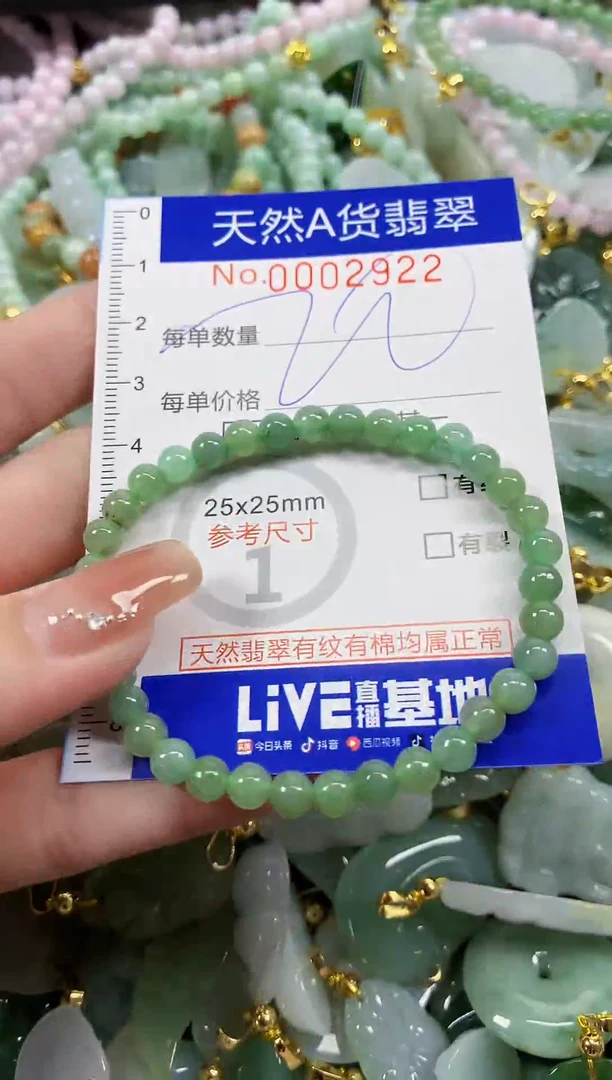 0
天然A货翡翠
No.0002922
1
2
每单数量
3
每单价格
4
25x25mm
有
参考尺寸
有裂
1
天然翡翠有纹有棉均属正常
LiVE直播基地
今日头条 抖音 西瓜视频